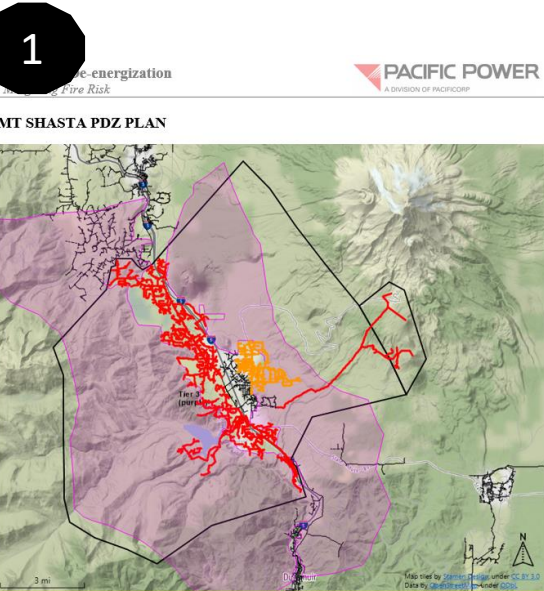 1
De-energization
PACIFIC POWER
Fire Risk
A DIVISION OF PACIFICORP
MT SHASTA PDZ PLAN
Tier 3
N
3 mi
Map tiles by Stamen Design, under CC BY 3.0
Data by OpenStreetMap under ODbL